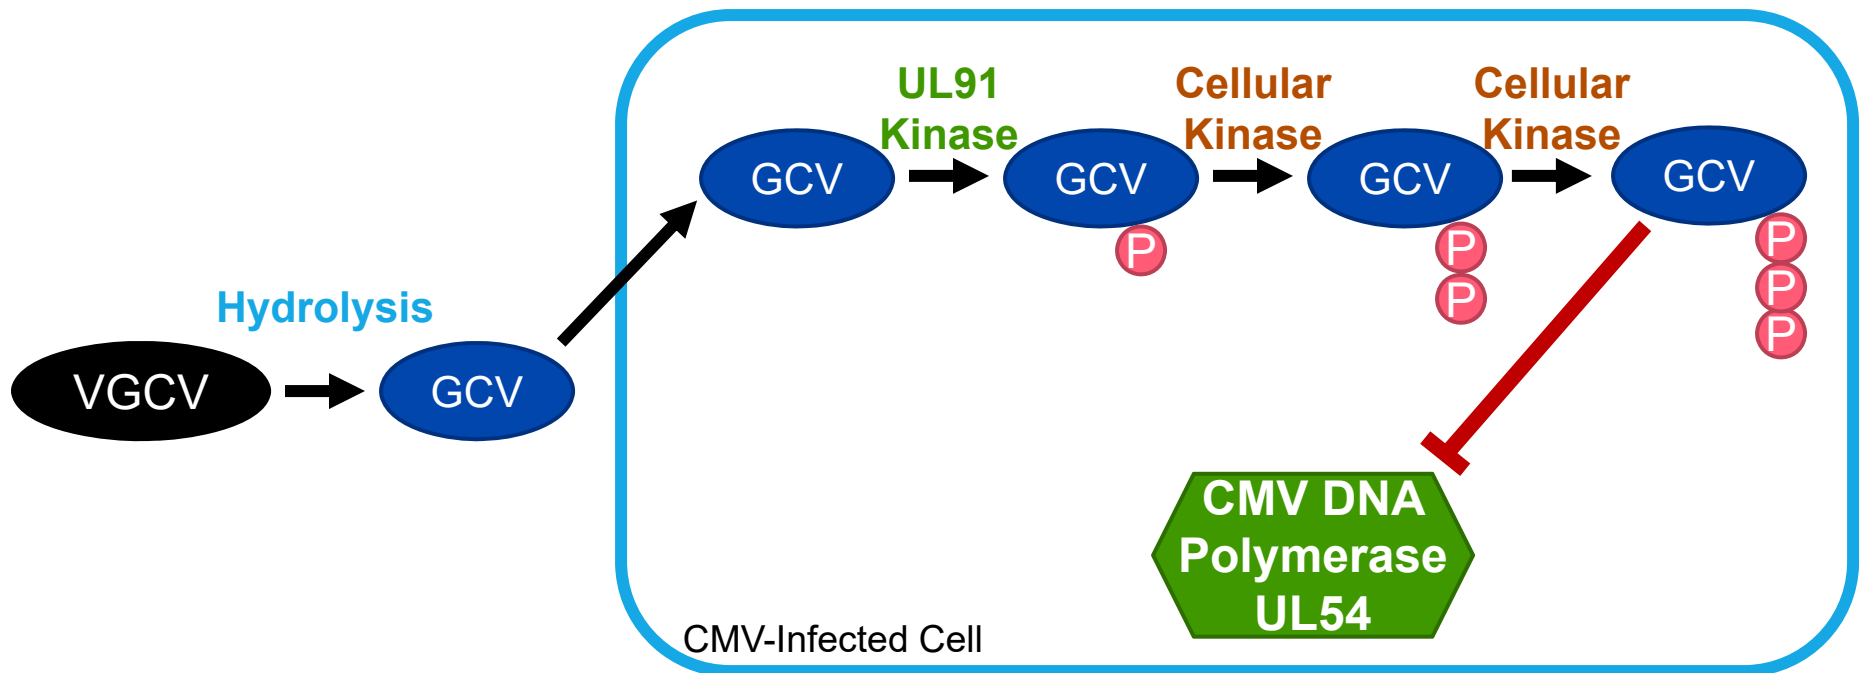 UL91
Kinase
Cellular
Kinase
Cellular
Kinase
GCV
GCV
GCV
GCV
P
P
P
P
P
P
Hydrolysis
VGCV
GCV
CMV DNA
Polymerase
UL54
CMV-Infected Cell